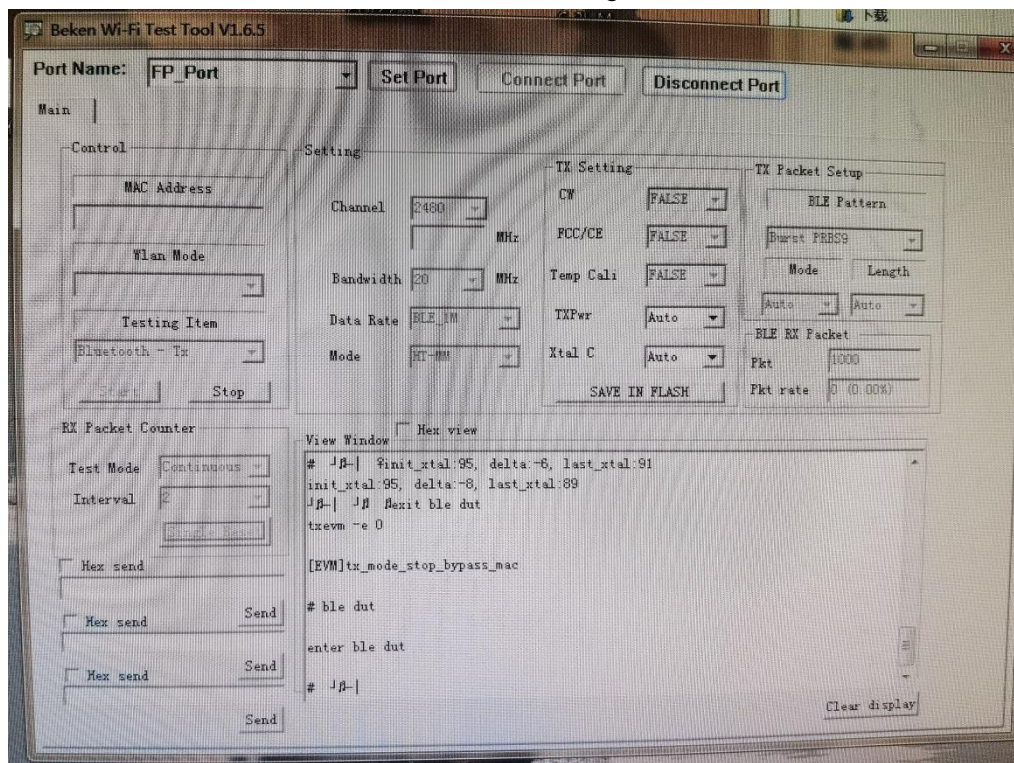 下载
Beken Wi-Fi Test Tool V1.6.5
Port Name: FP_Port Set Port Connect Port Disconnect Port
Main
Control
MAC Address
Wlan Mode
Testing Item
Bluetooth - Tx
Start Stop
Setting
Channel 2480
MHz
Bandwidth 20 MHz
Data Rate BLE_1M
Mode HT-MM
TX Setting
CW FALSE
FCC/CE FALSE
Temp Cali FALSE
TXPwr Auto
Xtal C Auto
SAVE IN FLASH
TX Packet Setup
BLE Pattern
Burst PRBS9
Mode Length
Auto Auto
BLE RX Packet
Pkt 1000
Pkt rate 0 (0.00%)
RX Packet Counter
Test Mode Continuous
Interval 2
Hex send
Send
Hex send
Send
Hex send
Send
View Window Hex view
# init_xtal:95, delta:-6, last_xtal:91
init_xtal:95, delta:-8, last_xtal:89
exit ble dut
txevm -e 0
[EVM]tx_mode_stop_bypass_mac
# ble dut
enter ble dut
#
Clear display